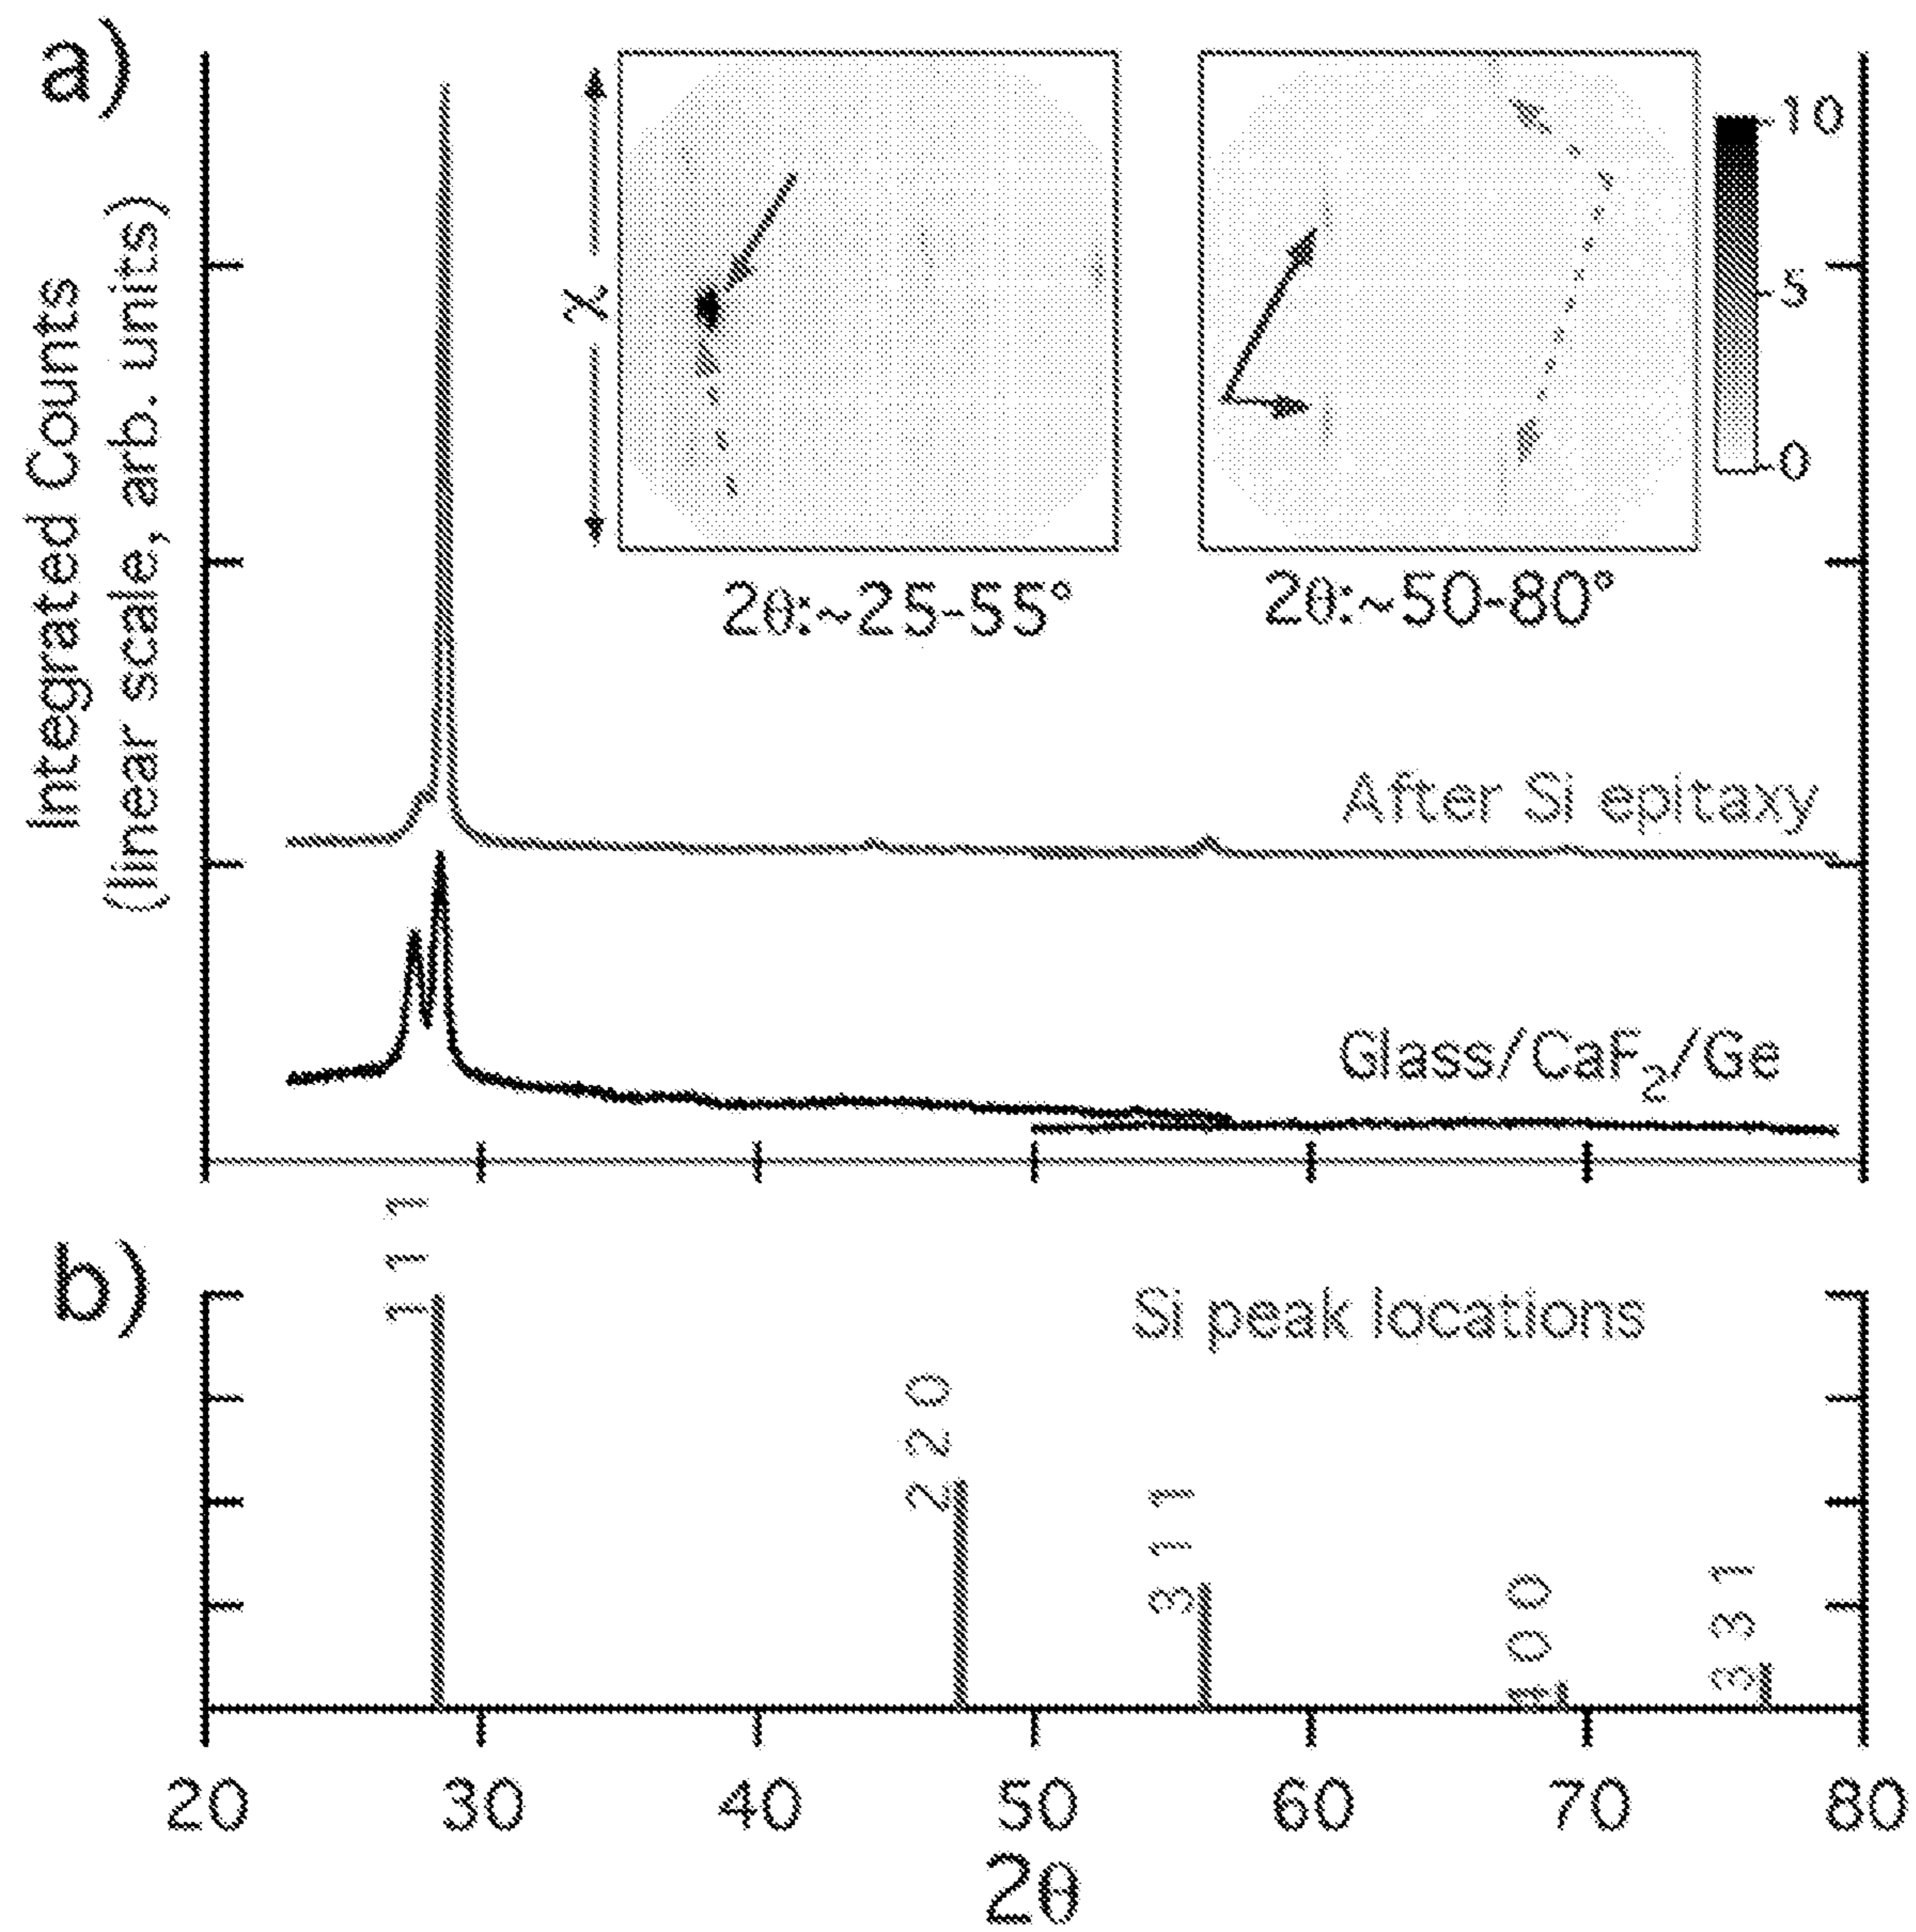 a)
Integrated Counts
(linear scale, arb. units)
χ
10
5
0
2θ:~25-55°
2θ:~50-80°
After Si epitaxy
Glass/CaF₂/Ge
b)
Si peak locations
1 1 1
2 2 0
3 1 1
1 0 0
3 3 1
20 30 40 50 60 70 80
2θ